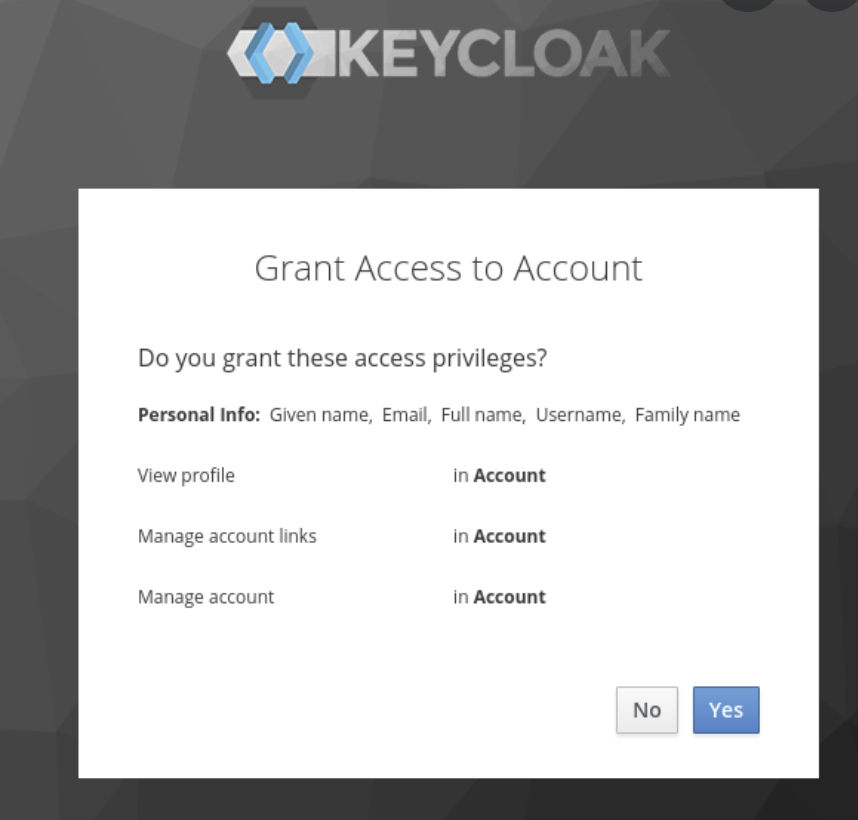 KEYCLOAK
Grant Access to Account
Do you grant these access privileges?
Personal Info: Given name, Email, Full name, Username, Family name
View profile in Account
Manage account links in Account
Manage account in Account
No Yes